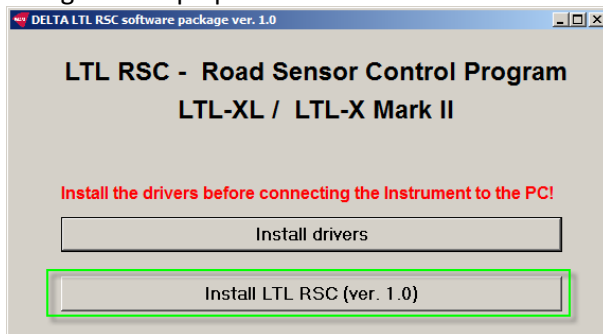 DELTA LTL RSC software package ver. 1.0
LTL RSC - Road Sensor Control Program
LTL-XL / LTL-X Mark II
Install the drivers before connecting the Instrument to the PC!
Install drivers
Install LTL RSC (ver. 1.0)